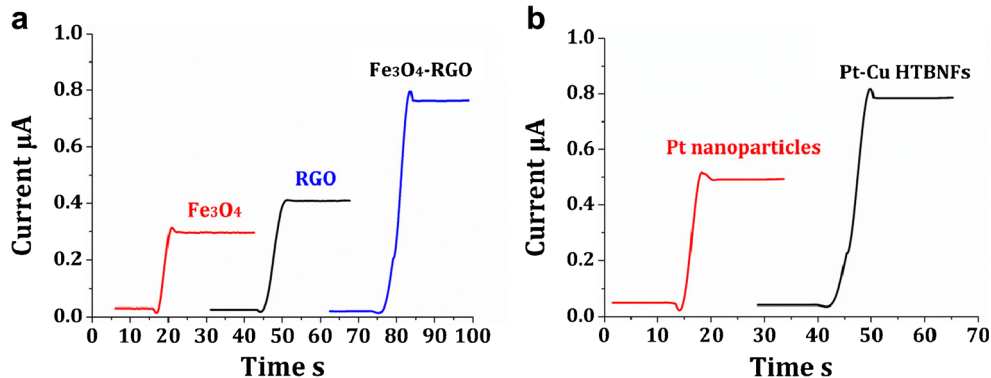 a
1.0
0.8
0.6
0.4
0.2
0.0
Current μA
Fe3O4
RGO
Fe3O4-RGO
0 10 20 30 40 50 60 70 80 90 100
Time s
b
1.0
0.8
0.6
0.4
0.2
0.0
Current μA
Pt nanoparticles
Pt-Cu HTBNFs
0 10 20 30 40 50 60 70
Time s